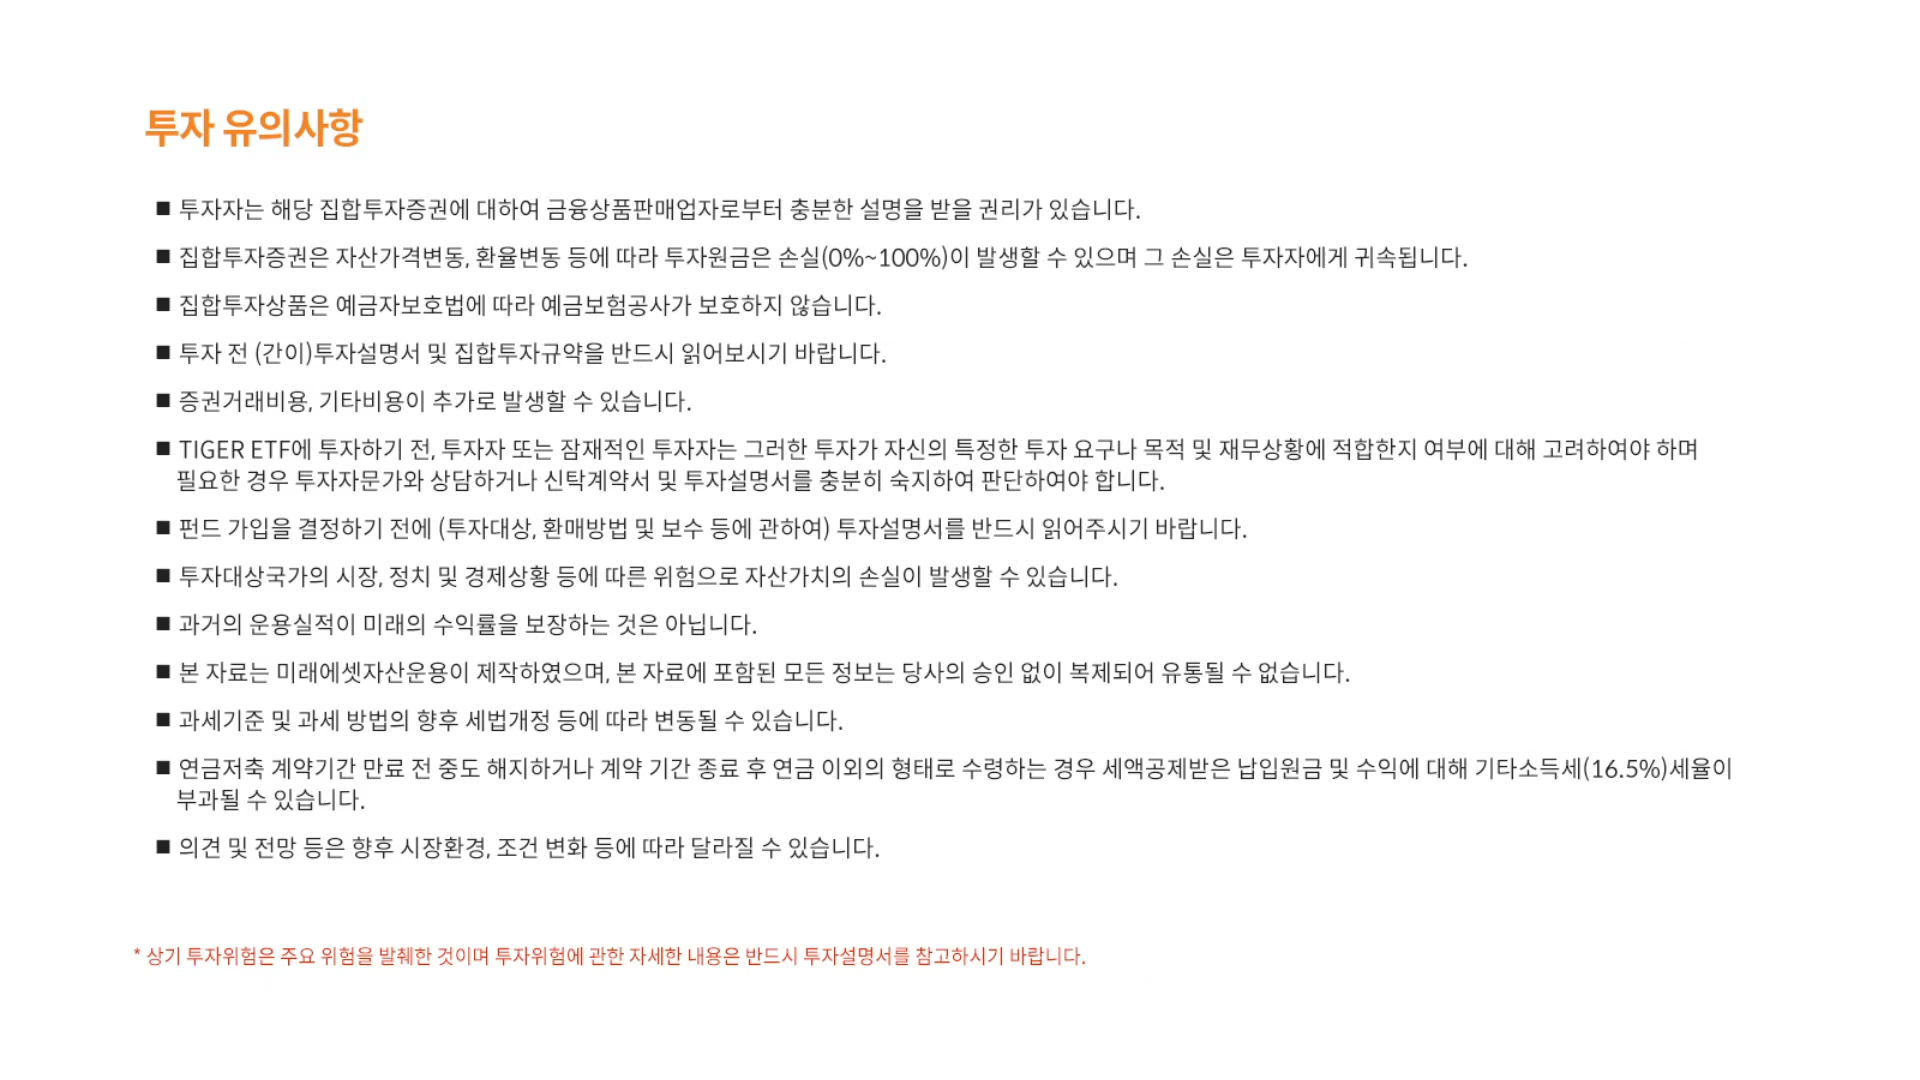 투자 유의사항
■ 투자자는 해당 집합투자증권에 대하여 금융상품판매업자로부터 충분한 설명을 받을 권리가 있습니다.
■ 집합투자증권은 자산가격변동, 환율변동 등에 따라 투자원금은 손실(0%~100%)이 발생할 수 있으며 그 손실은 투자자에게 귀속됩니다.
■ 집합투자상품은 예금자보호법에 따라 예금보험공사가 보호하지 않습니다.
■ 투자 전 (간이)투자설명서 및 집합투자규약을 반드시 읽어보시기 바랍니다.
■ 증권거래비용, 기타비용이 추가로 발생할 수 있습니다.
■ TIGER ETF에 투자하기 전, 투자자 또는 잠재적인 투자자는 그러한 투자가 자신의 특정한 투자 요구나 목적 및 재무상황에 적합한지 여부에 대해 고려하여야 하며
필요한 경우 투자자문가와 상담하거나 신탁계약서 및 투자설명서를 충분히 숙지하여 판단하여야 합니다.
■ 펀드 가입을 결정하기 전에 (투자대상, 환매방법 및 보수 등에 관하여) 투자설명서를 반드시 읽어주시기 바랍니다.
■ 투자대상국가의 시장, 정치 및 경제상황 등에 따른 위험으로 자산가치의 손실이 발생할 수 있습니다.
■ 과거의 운용실적이 미래의 수익률을 보장하는 것은 아닙니다.
■ 본 자료는 미래에셋자산운용이 제작하였으며, 본 자료에 포함된 모든 정보는 당사의 승인 없이 복제되어 유통될 수 없습니다.
■ 과세기준 및 과세 방법의 향후 세법개정 등에 따라 변동될 수 있습니다.
■ 연금저축 계약기간 만료 전 중도 해지하거나 계약 기간 종료 후 연금 이외의 형태로 수령하는 경우 세액공제받은 납입원금 및 수익에 대해 기타소득세(16.5%)세율이
부과될 수 있습니다.
■ 의견 및 전망 등은 향후 시장환경, 조건 변화 등에 따라 달라질 수 있습니다.
* 상기 투자위험은 주요 위험을 발췌한 것이며 투자위험에 관한 자세한 내용은 반드시 투자설명서를 참고하시기 바랍니다.